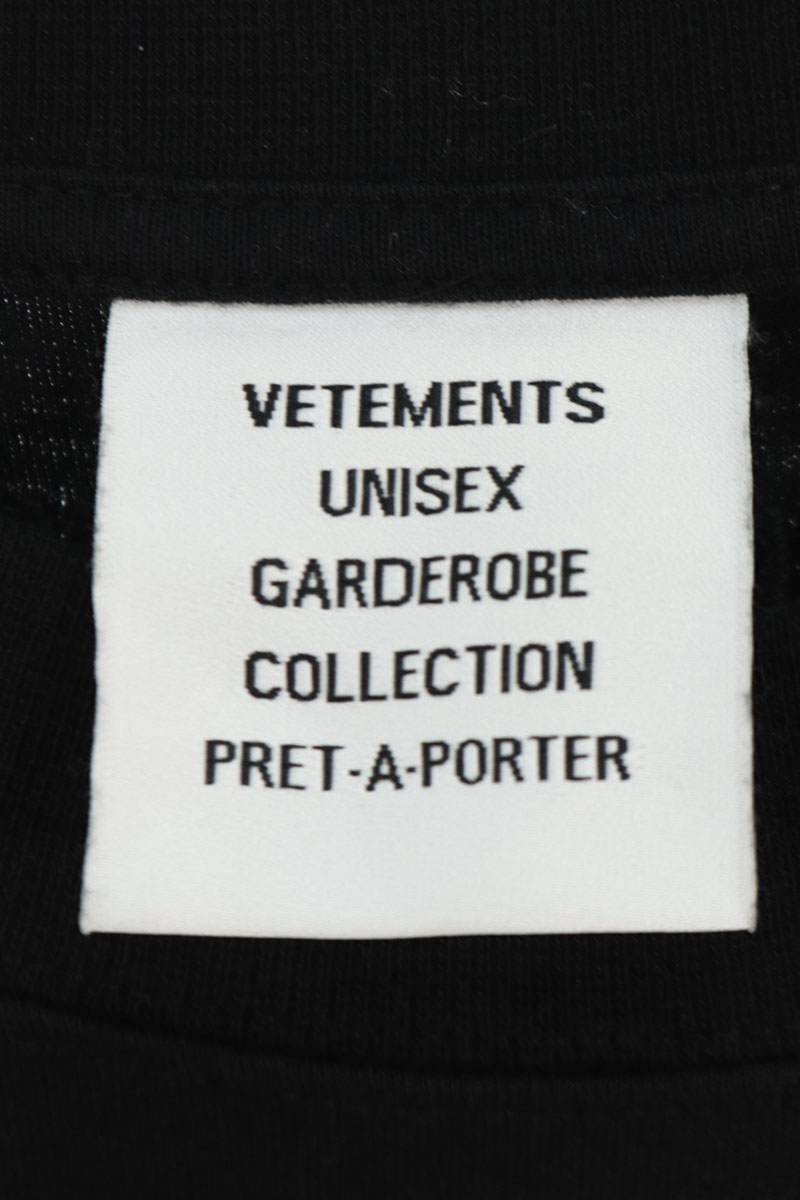 VETEMENTS
UNISEX
GARDEROBE
COLLECTION
PRET-A-PORTER